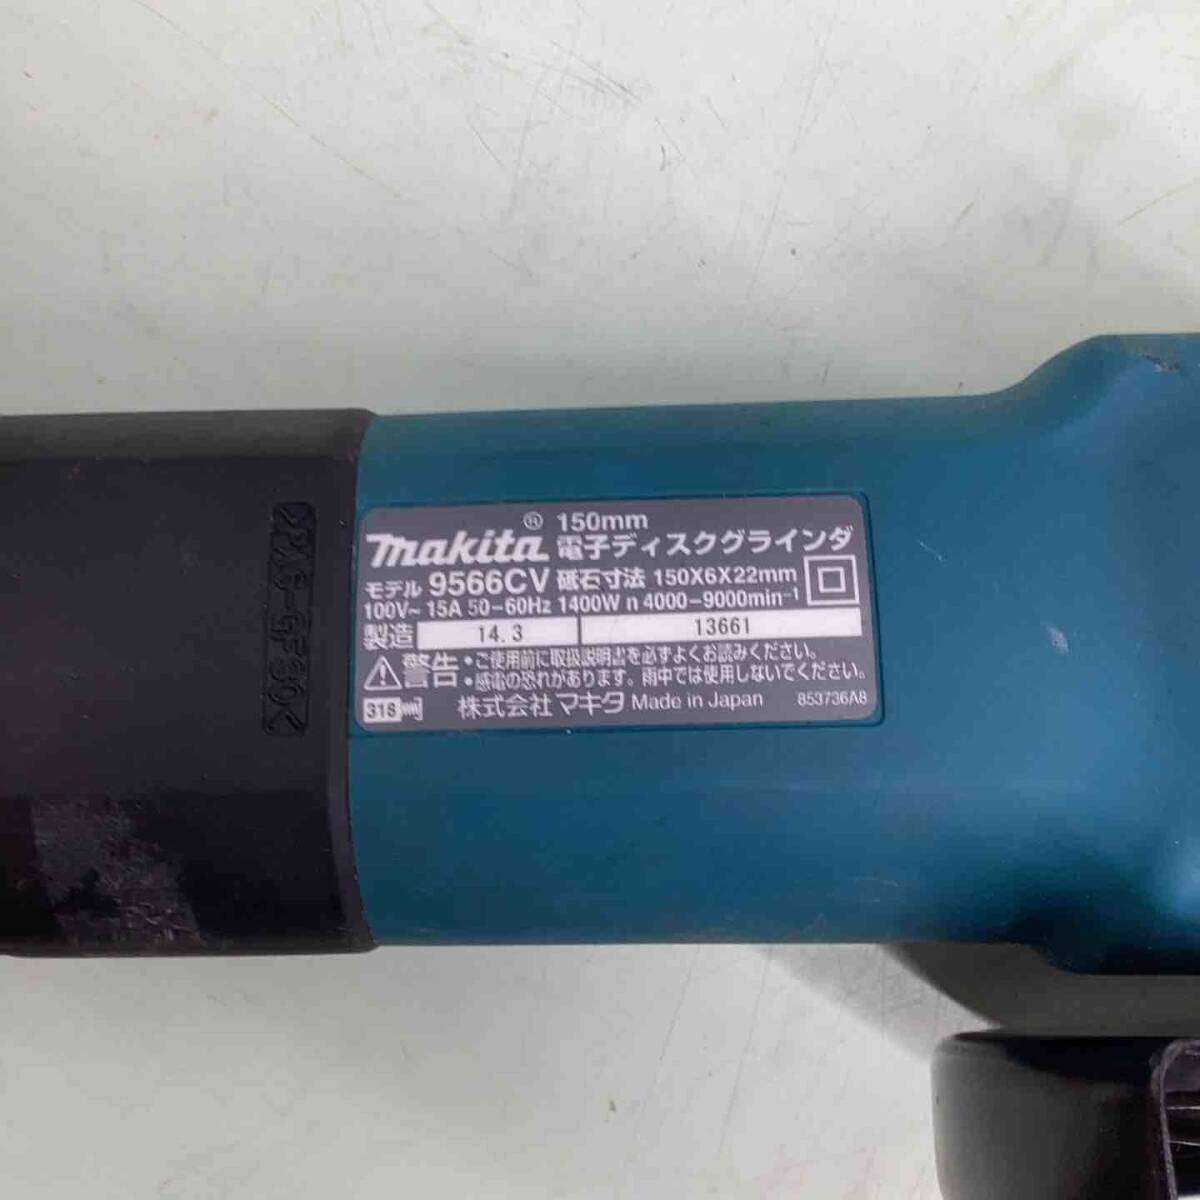 makita® 150mm
電子ディスクグラインダ
モデル 9566CV 砥石寸法 150X6X22mm
100V~ 15A 50-60Hz 1400W n 4000-9000min⁻¹
製造 14.3 13661
警告 ・ご使用前に取扱説明書を必ずよくお読みください。
・感電の恐れがあります。雨中では使用しないでください。
318 株式会社マキタ Made in Japan 853736A8
>PA6-GF30<